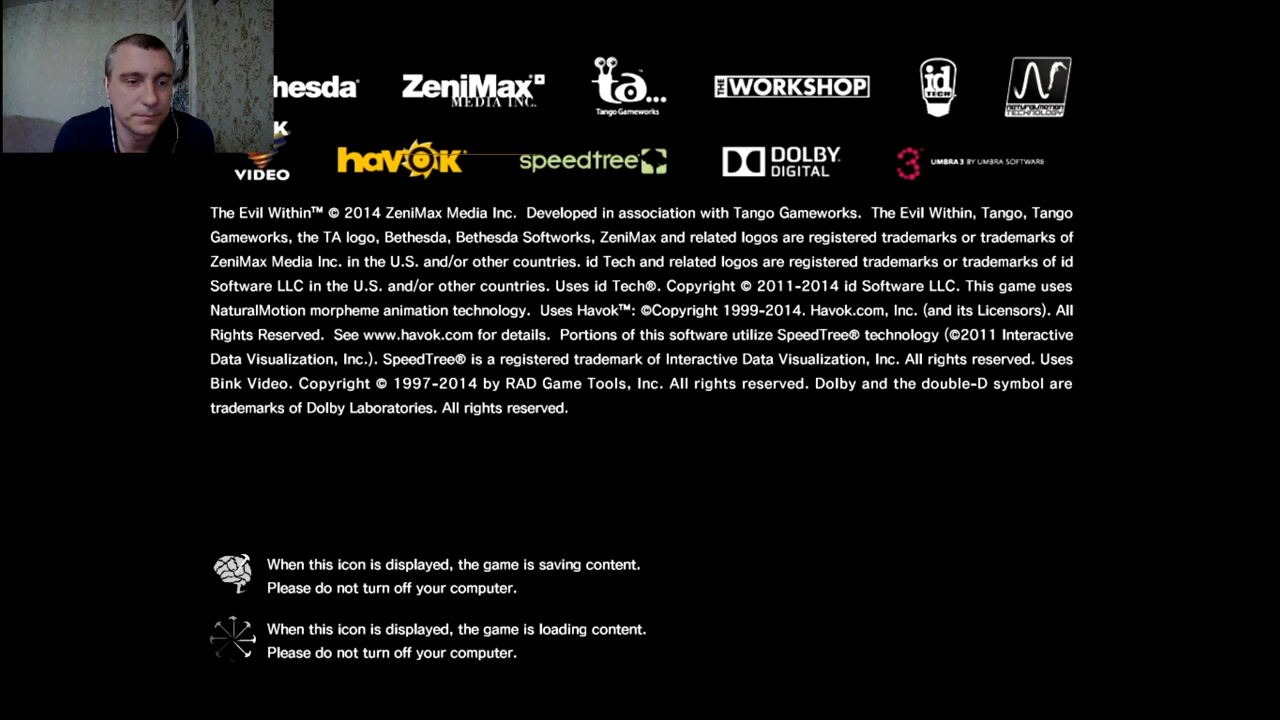 hesda
ZeniMax
MEDIA INC.
ta...
Tango Gameworks
THE WORKSHOP
id
TECH
NATURALMOTION
TECHNOLOGY
K
VIDEO
havok
speedtree
DOLBY
DIGITAL
3
UMBRA 3 BY UMBRA SOFTWARE
The Evil Within™ © 2014 ZeniMax Media Inc. Developed in association with Tango Gameworks. The Evil Within, Tango, Tango
Gameworks, the TA logo, Bethesda, Bethesda Softworks, ZeniMax and related logos are registered trademarks or trademarks of
ZeniMax Media Inc. in the U.S. and/or other countries. id Tech and related logos are registered trademarks or trademarks of id
Software LLC in the U.S. and/or other countries. Uses id Tech®. Copyright © 2011-2014 id Software LLC. This game uses
NaturalMotion morpheme animation technology. Uses Havok™: ©Copyright 1999-2014. Havok.com, Inc. (and its Licensors). All
Rights Reserved. See www.havok.com for details. Portions of this software utilize SpeedTree® technology (©2011 Interactive
Data Visualization, Inc.). SpeedTree® is a registered trademark of Interactive Data Visualization, Inc. All rights reserved. Uses
Bink Video. Copyright © 1997-2014 by RAD Game Tools, Inc. All rights reserved. Dolby and the double-D symbol are
trademarks of Dolby Laboratories. All rights reserved.
When this icon is displayed, the game is saving content.
Please do not turn off your computer.
When this icon is displayed, the game is loading content.
Please do not turn off your computer.